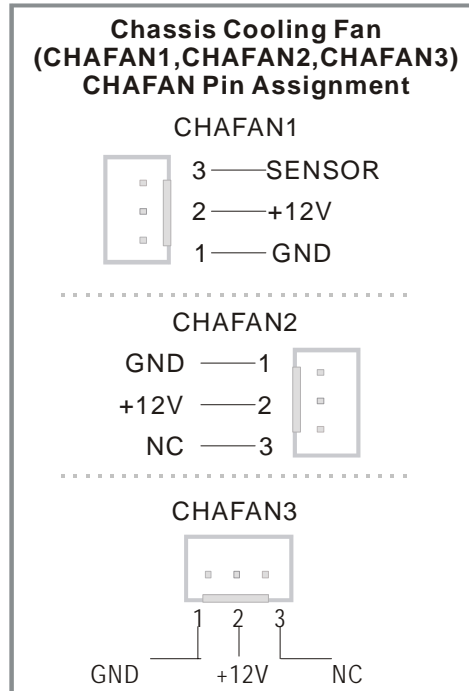 Chassis Cooling Fan
(CHAFAN1,CHAFAN2,CHAFAN3)
CHAFAN Pin Assignment
CHAFAN1
3 SENSOR
2 +12V
1 GND
CHAFAN2
GND 1
+12V 2
NC 3
CHAFAN3
1 2 3
GND +12V NC